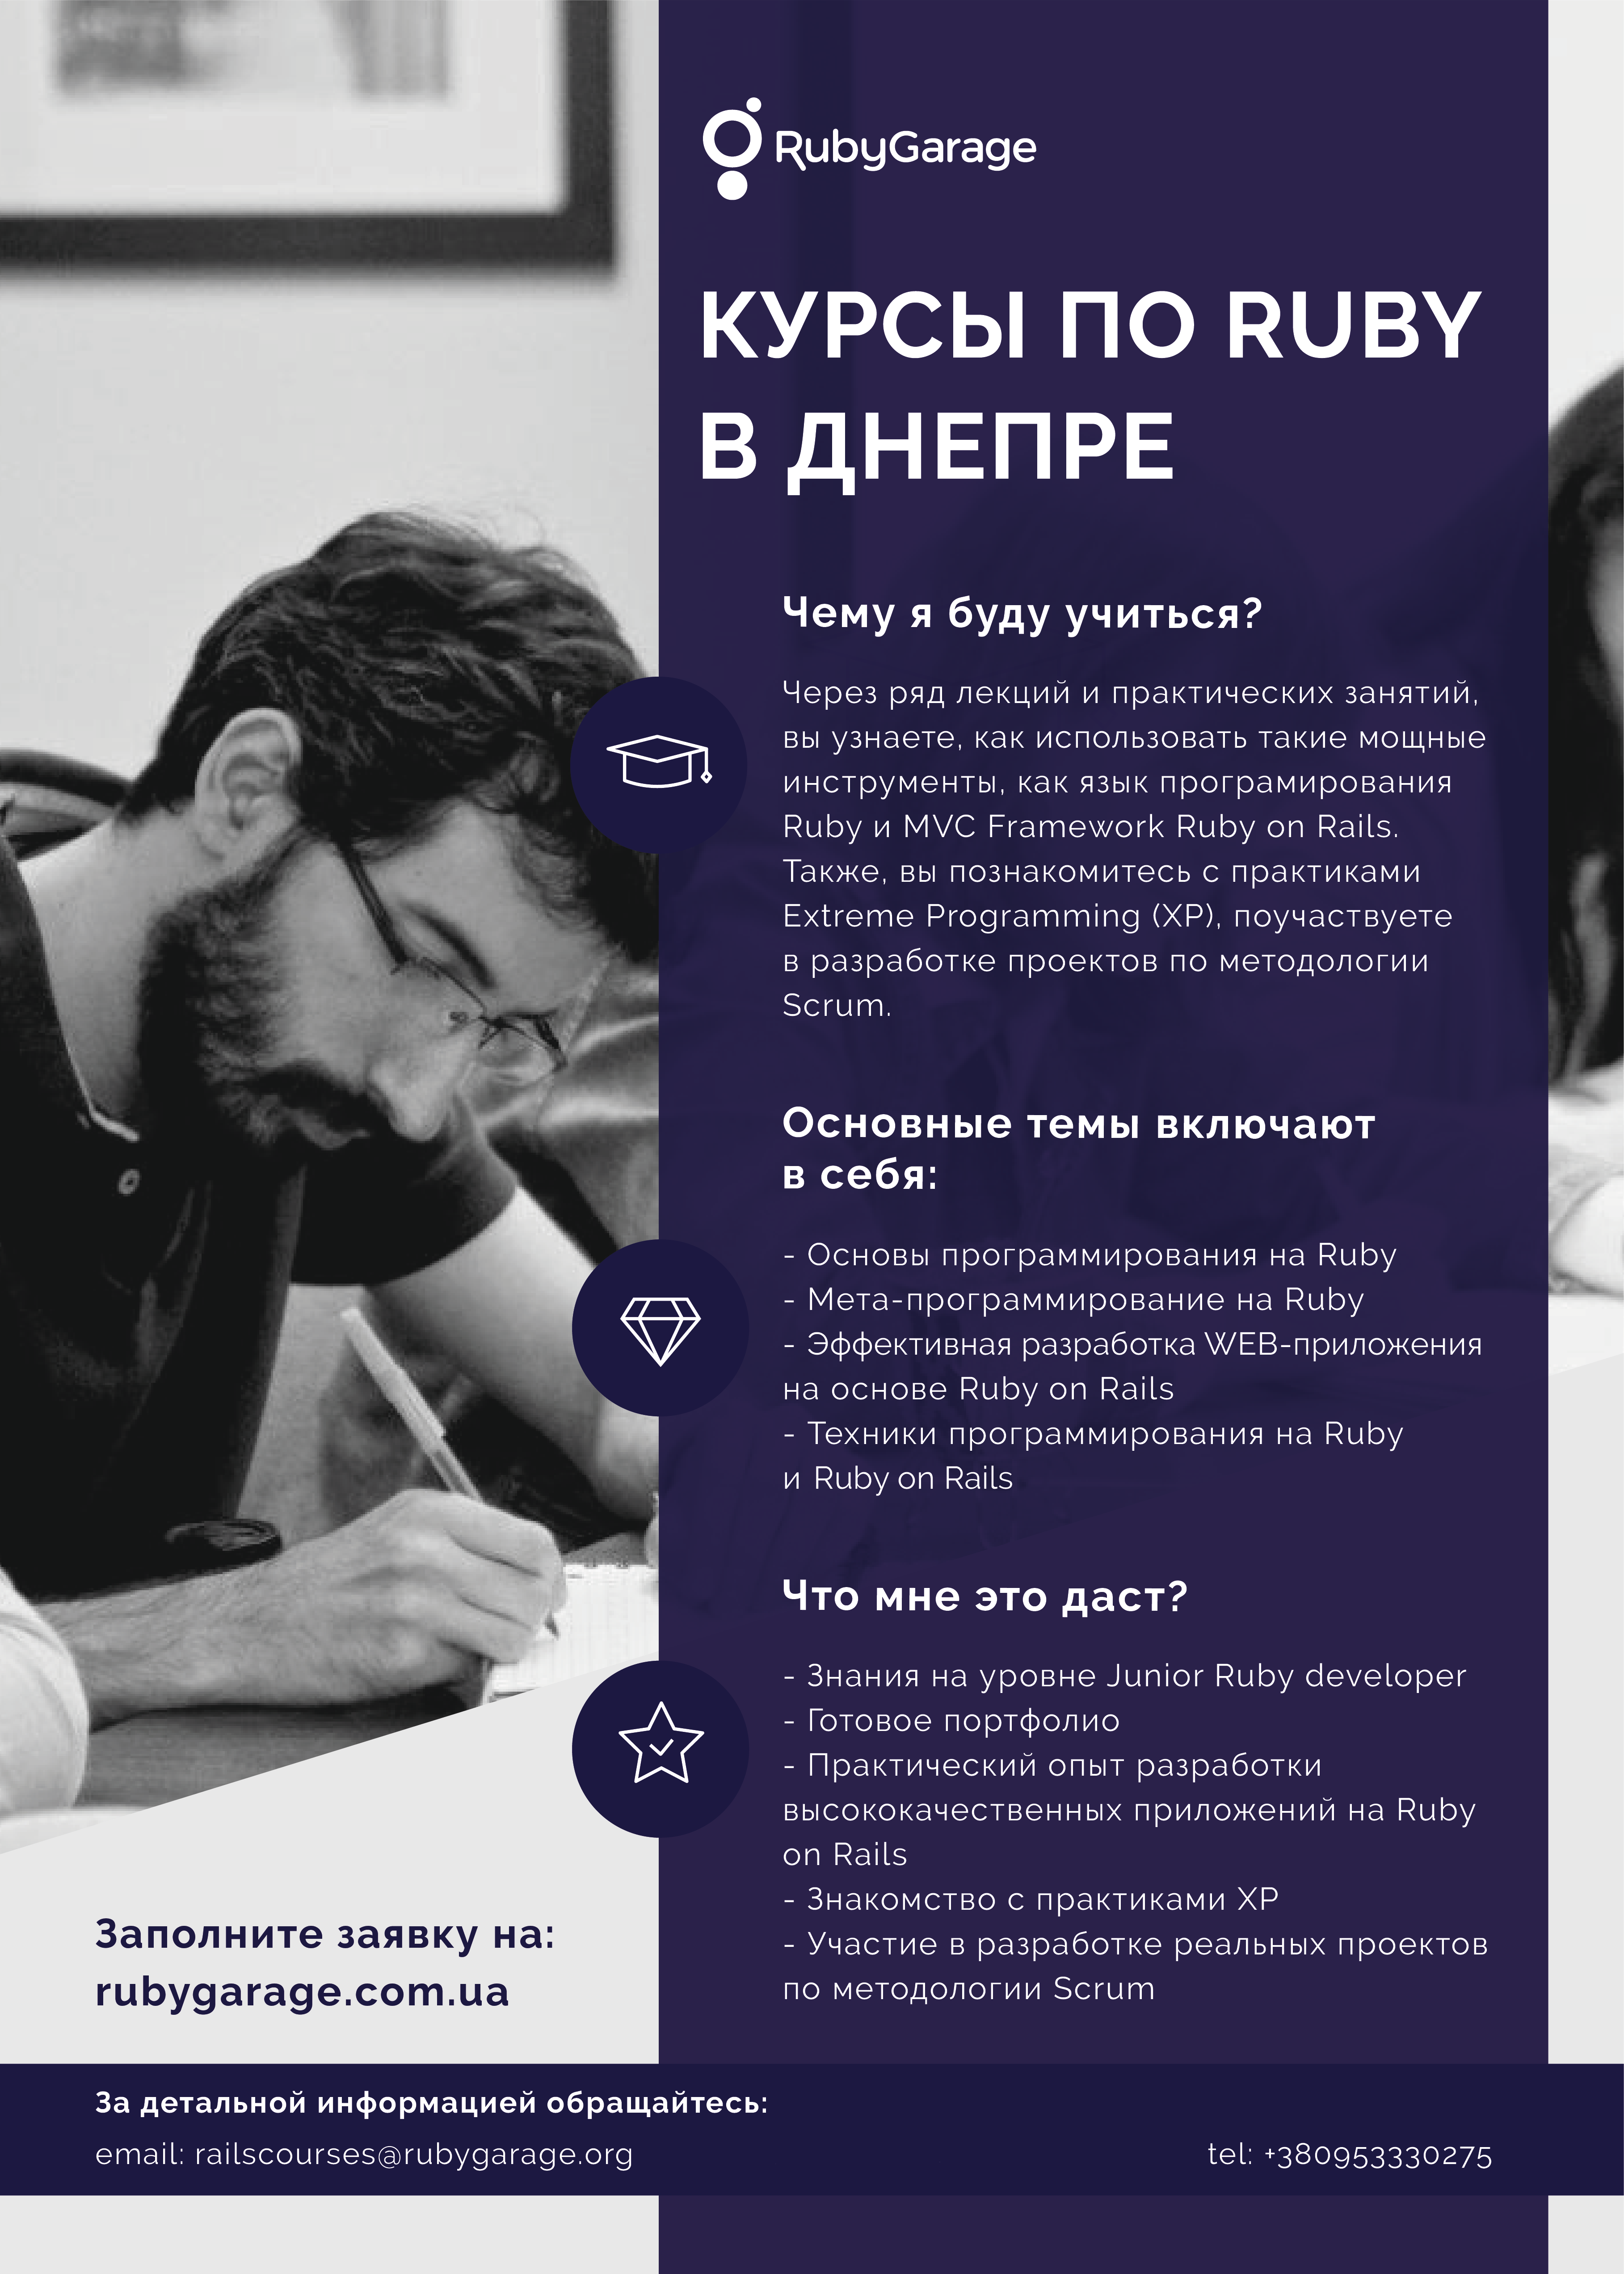 RubyGarage
КУРСЫ ПО RUBY
В ДНЕПРЕ
Чему я буду учиться?
Через ряд лекций и практических занятий,
вы узнаете, как использовать такие мощные
инструменты, как язык програмирования
Ruby и MVC Framework Ruby on Rails.
Также, вы познакомитесь с практиками
Extreme Programming (XP), поучаствуете
в разработке проектов по методологии
Scrum.
Основные темы включают
в себя:
- Основы программирования на Ruby
- Мета-программирование на Ruby
- Эффективная разработка WEB-приложения
на основе Ruby on Rails
- Техники программирования на Ruby
и Ruby on Rails
Что мне это даст?
- Знания на уровне Junior Ruby developer
- Готовое портфолио
- Практический опыт разработки
высококачественных приложений на Ruby
on Rails
- Знакомство с практиками XP
- Участие в разработке реальных проектов
по методологии Scrum
Заполните заявку на:
rubygarage.com.ua
За детальной информацией обращайтесь:
email: railscourses@rubygarage.org
tel: +380953330275